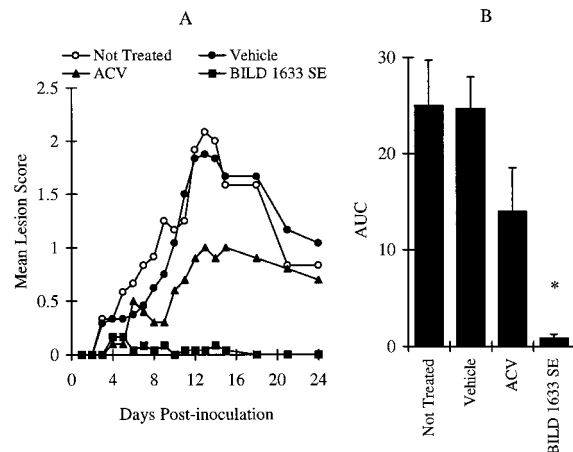 A
Not Treated
Vehicle
ACV
BILD 1633 SE
2.5
2
1.5
1
0.5
0
Mean Lesion Score
0 4 8 12 16 20 24
Days Post-inoculation
B
30
20
10
0
AUC
*
Not Treated
Vehicle
ACV
BILD 1633 SE